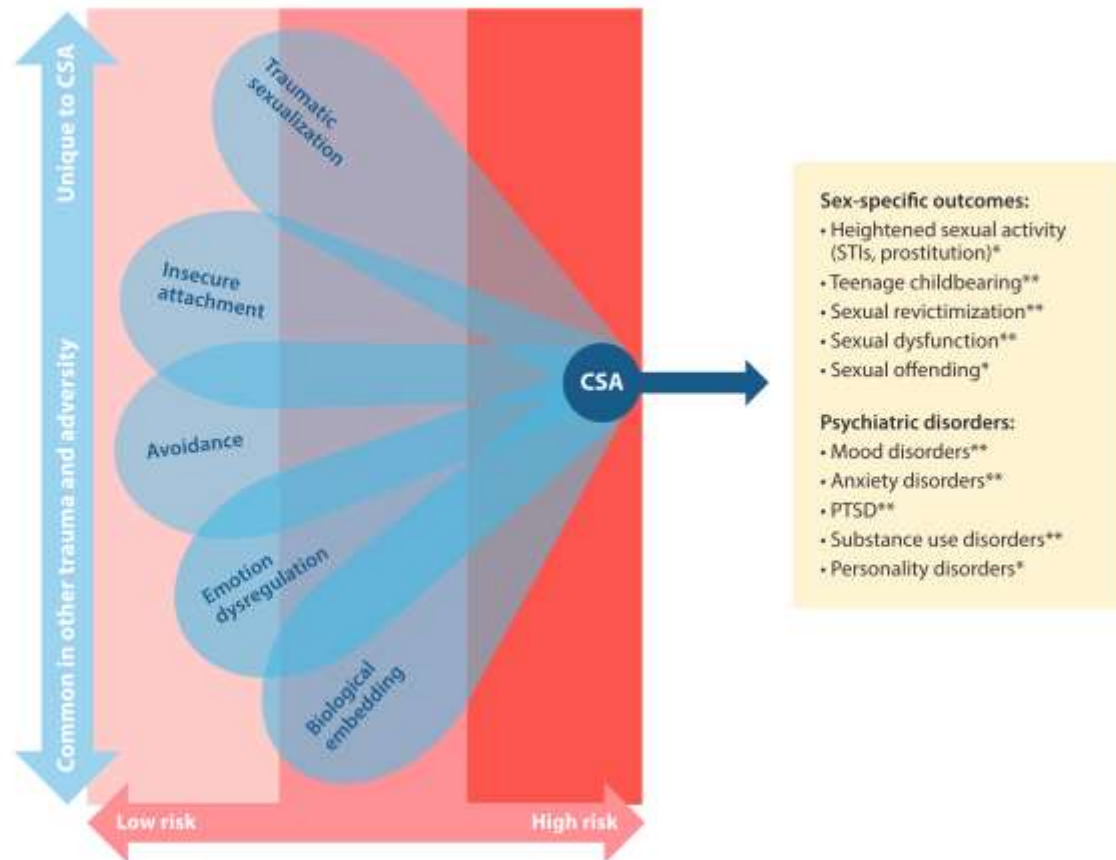 Unique to CSA
Common in other trauma and adversity
Traumatic
sexualization
Insecure
attachment
Avoidance
Emotion
dysregulation
Biological
embedding
CSA
Low risk
High risk
Sex-specific outcomes:
• Heightened sexual activity
(STIs, prostitution)*
• Teenage childbearing**
• Sexual revictimization**
• Sexual dysfunction**
• Sexual offending*
Psychiatric disorders:
• Mood disorders**
• Anxiety disorders**
• PTSD**
• Substance use disorders**
• Personality disorders*